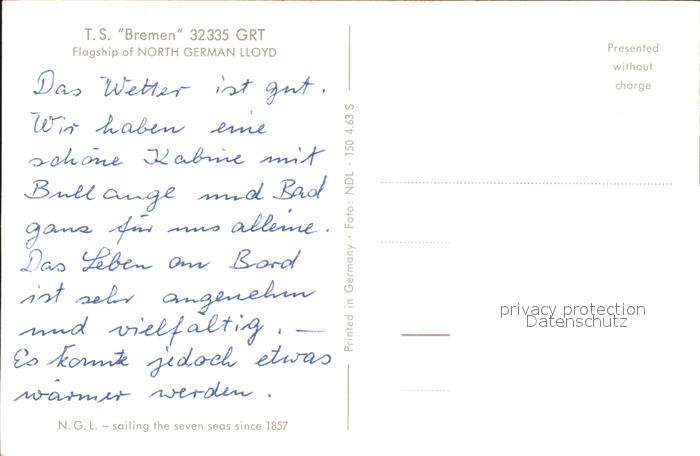 T.S. "Bremen" 32335 GRT
Flagship of NORTH GERMAN LLOYD
Das Wetter ist gut.
Wir haben eine
schöne Kabine mit
Bullauge und Bad
ganz für uns alleine.
Das Leben an Bord
ist sehr angenehm
und vielfältig. —
Es könnte jedoch etwas
wärmer werden.
N.G.L. – sailing the seven seas since 1857
Printed in Germany · Foto: NDL · 150 4.63 S
Presented
without
charge
privacy protection
Datenschutz